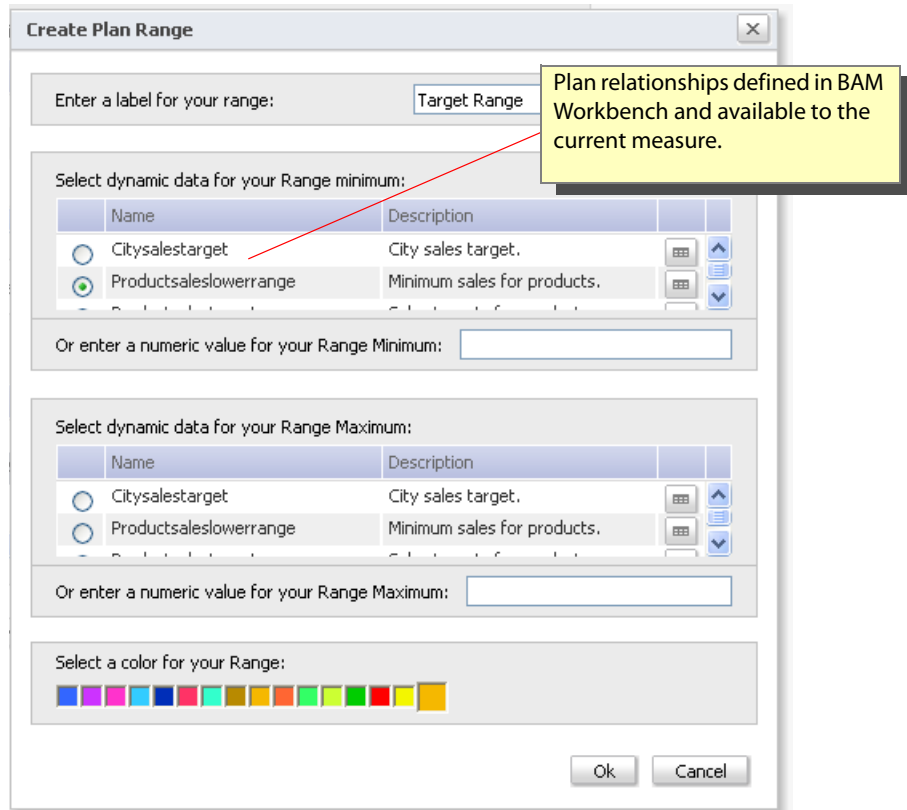 Create Plan Range
Enter a label for your range:
Target Range
Plan relationships defined in BAM
Workbench and available to the
current measure.
Select dynamic data for your Range minimum:
Name Description
Citysalestarget City sales target.
Productsaleslowerrange Minimum sales for products.
Or enter a numeric value for your Range Minimum:
Select dynamic data for your Range Maximum:
Name Description
Citysalestarget City sales target.
Productsaleslowerrange Minimum sales for products.
Or enter a numeric value for your Range Maximum:
Select a color for your Range:
Ok Cancel